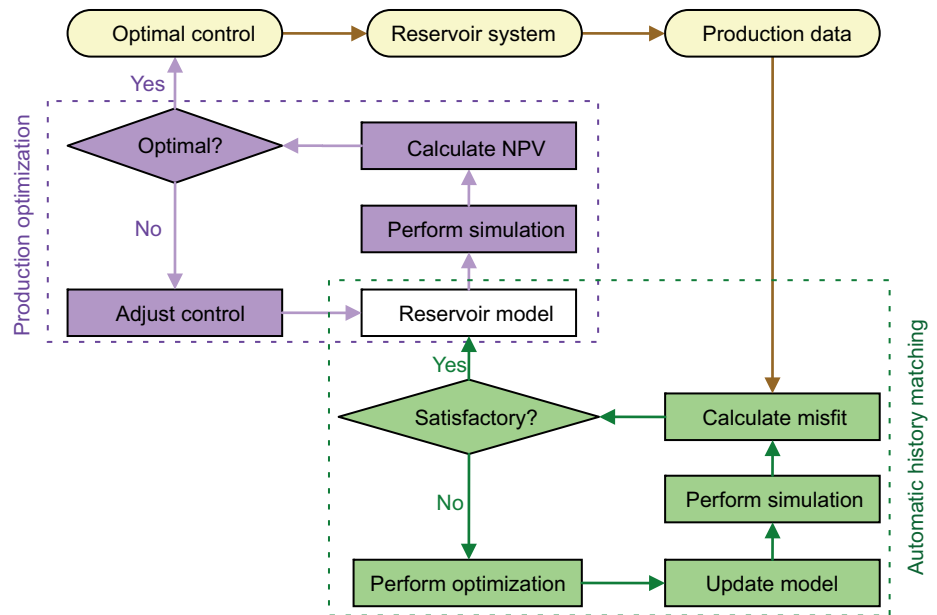 Optimal control
Reservoir system
Production data
Yes
Production optimization
Optimal?
Calculate NPV
No
Perform simulation
Adjust control
Reservoir model
Yes
Satisfactory?
Calculate misfit
Automatic history matching
No
Perform simulation
Perform optimization
Update model